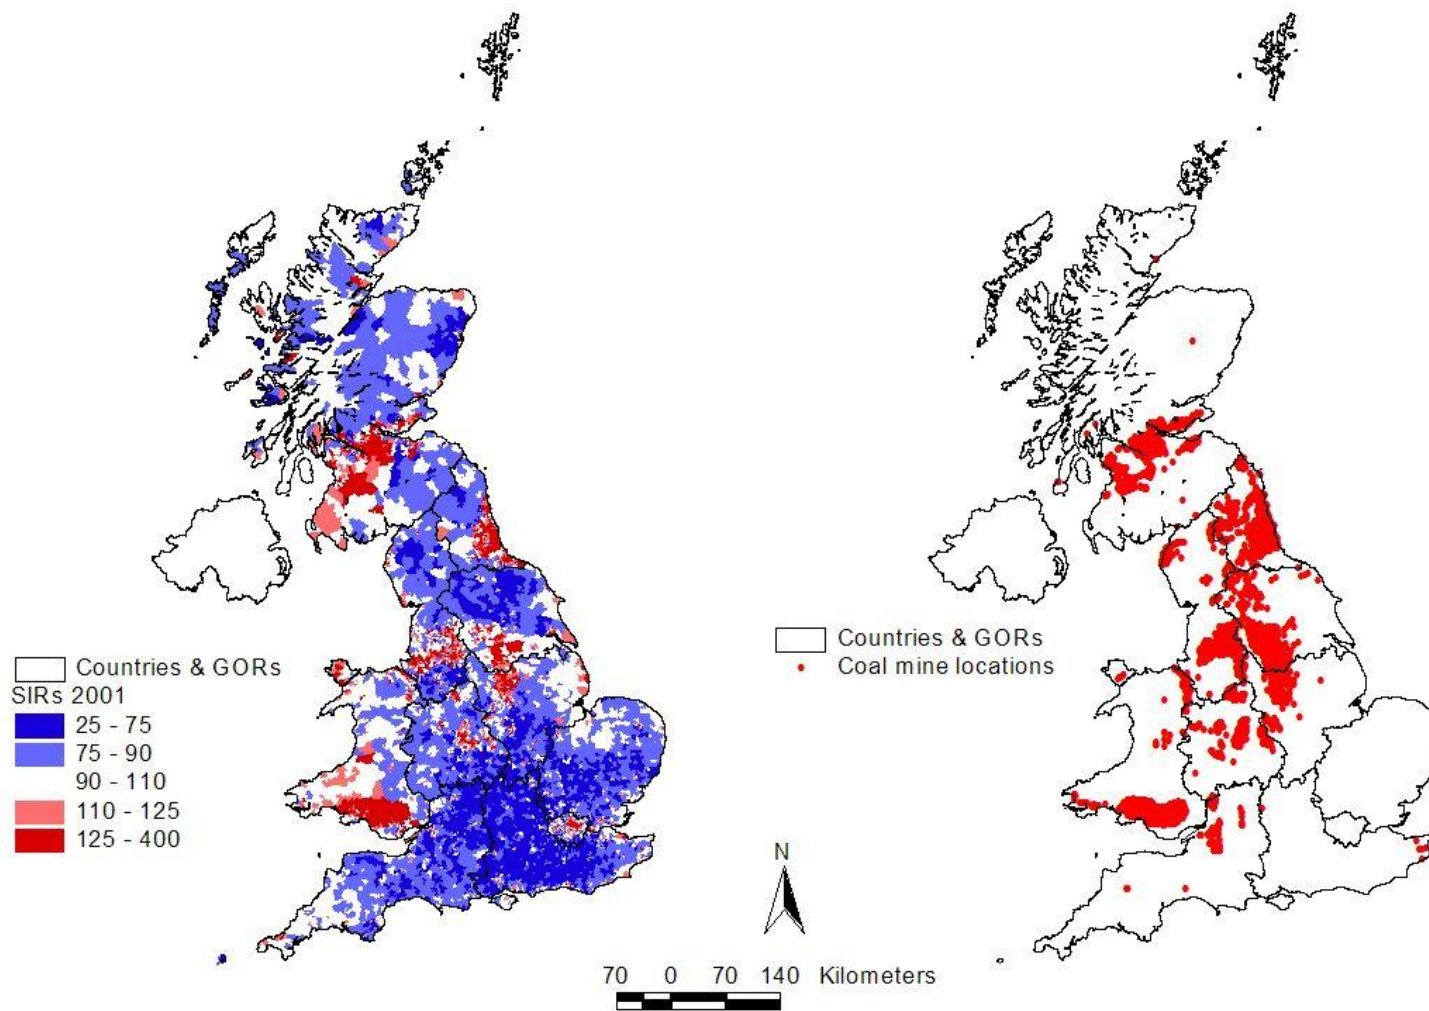 Countries & GORs
SIRs 2001
25 - 75
75 - 90
90 - 110
110 - 125
125 - 400
Countries & GORs
Coal mine locations
N
70 0 70 140 Kilometers